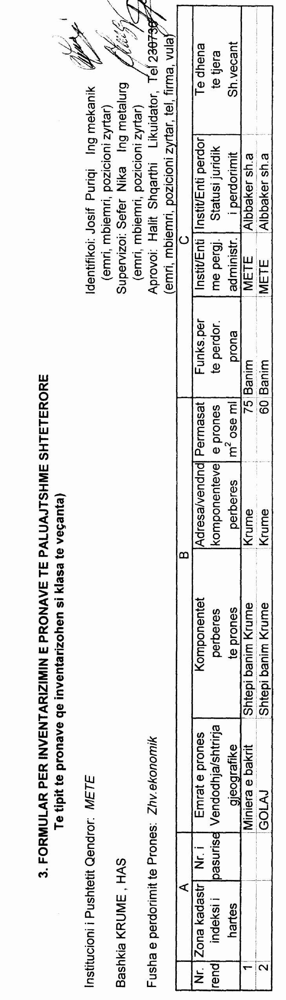 3. FORMULAR PER INVENTARIZIMIN E PRONAVE TE PALUAJTSHME SHTETERORE
Te tipit te pronave qe inventarizohen si klasa te veçanta)
Institucioni i Pushtetit Qendror: METE
Identifikoi: Josif Puriqi Ing mekanik
(emri, mbiemri, pozicioni zyrtar)
Bashkia KRUME , HAS
Supervizoi: Sefer Nika Ing metalurg
(emri, mbiemri, pozicioni zyrtar)
Fusha e perdorimit te Prones: Zhv.ekonomik
Aprovoi: Halit Shqarthi Likuidator, Tel 230736
(emri, mbiemri, pozicioni zyrtar, tel, firma, vula)
A B C
Nr. Zona kadastr Nr. i Emrat e prones Komponentet Adresa/vendnd Permasat Funks.per Instit/Enti Instit/Enti perdor Te dhena
rend indeksi i pasurise Vendodhja/shtrirja perberes komponenteve e prones te perdor. me pergj. Statusi juridik te tjera
hartes gjeografike te prones perberes m² ose ml prona administr. i perdorimit Sh.vecant
1 Miniera e bakrit Shtepi banim Krume Krume 75 Banim METE Albbaker sh.a
2 GOLAJ Shtepi banim Krume Krume 60 Banim METE Albbaker sh.a